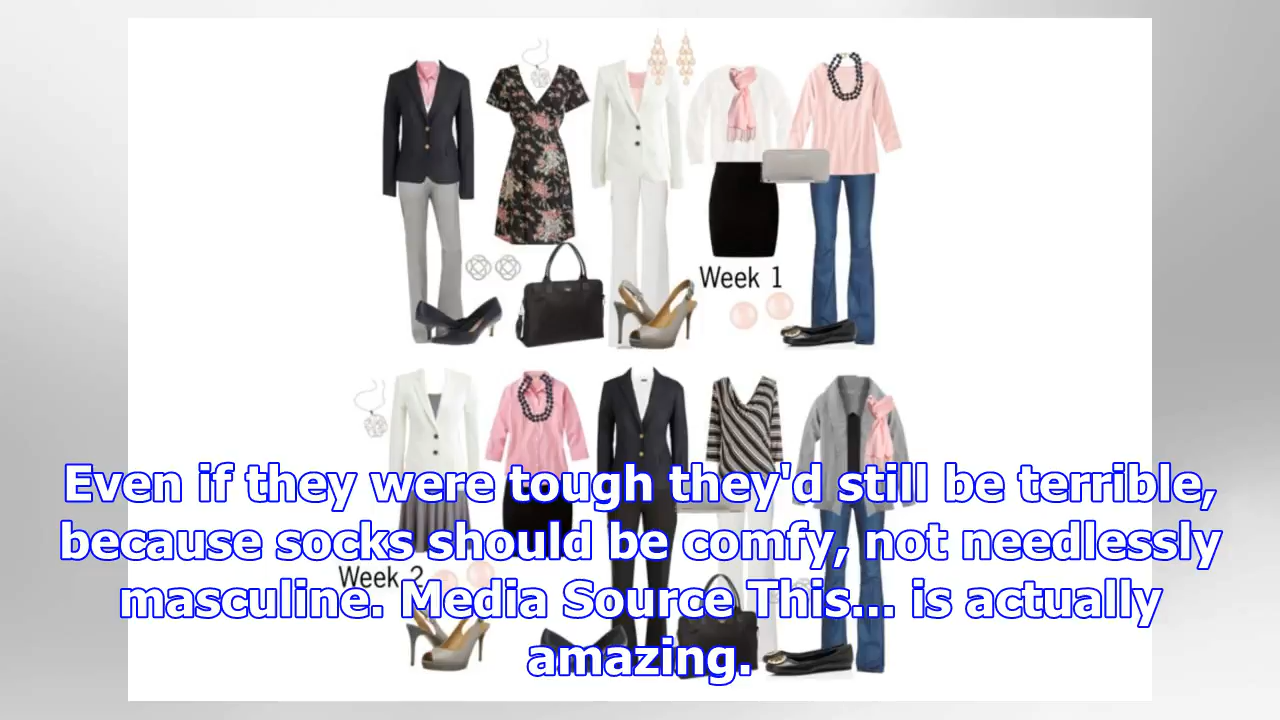 Week 1
Even if they were tough they'd still be terrible,
because socks should be comfy, not needlessly
Week 2
masculine. Media Source This... is actually
amazing.